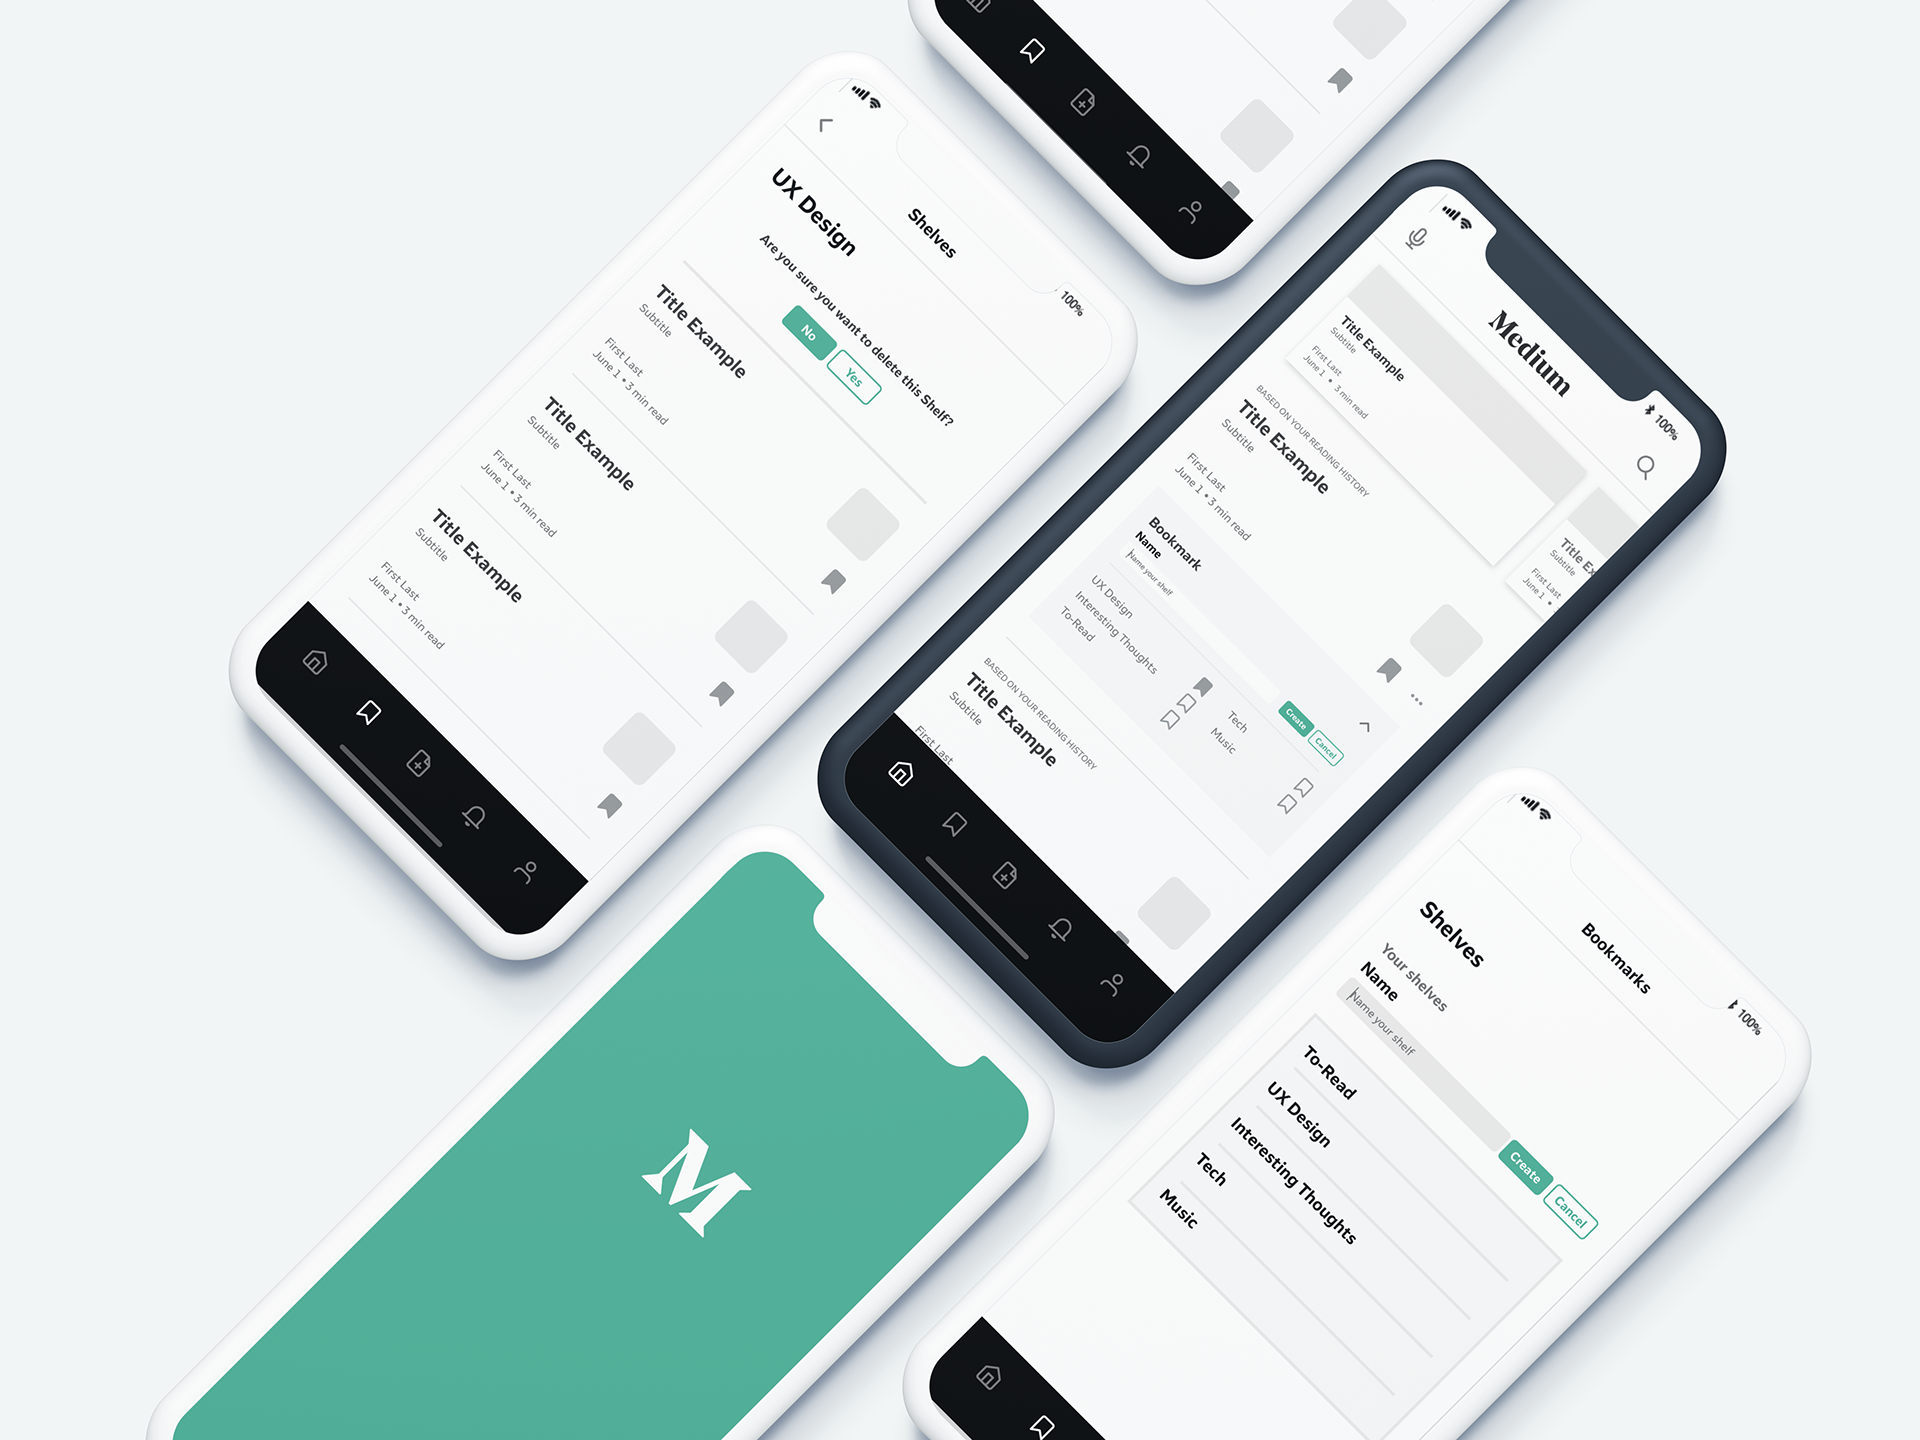 Shelves
100%
UX Design
Are you sure you want to delete this Shelf?
No
Yes
Title Example
Subtitle
First Last
June 1 • 3 min read
Title Example
Subtitle
First Last
June 1 • 3 min read
Title Example
Subtitle
First Last
June 1 • 3 min read
100%
Medium
Title Example
Subtitle
First Last
June 1 • 3 min read
Title Ex
Subtitle
First Last
June 1 •
BASED ON YOUR READING HISTORY
Title Example
Subtitle
First Last
June 1 • 3 min read
Bookmark
Name
Name your shelf
Create
Cancel
UX Design
Interesting Thoughts
To-Read
Tech
Music
BASED ON YOUR READING HISTORY
Title Example
Subtitle
First Last
M
100%
Bookmarks
Shelves
Your shelves
Name
Name your shelf
Create
Cancel
To-Read
UX Design
Interesting Thoughts
Tech
Music